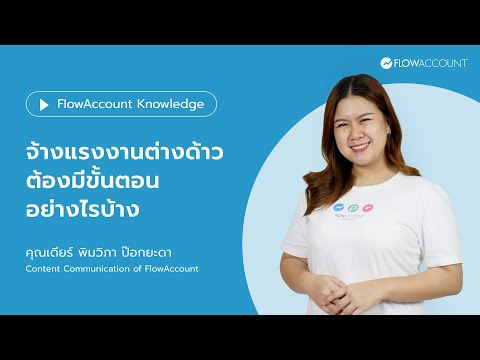 FLOWACCOUNT
FlowAccount Knowledge
จ้างแรงงานต่างด้าว
ต้องมีขั้นตอน
อย่างไรบ้าง
คุณเดียร์ พิมวิภา ป๊อกยะดา
Content Communication of FlowAccount
FLOWACCOUNT